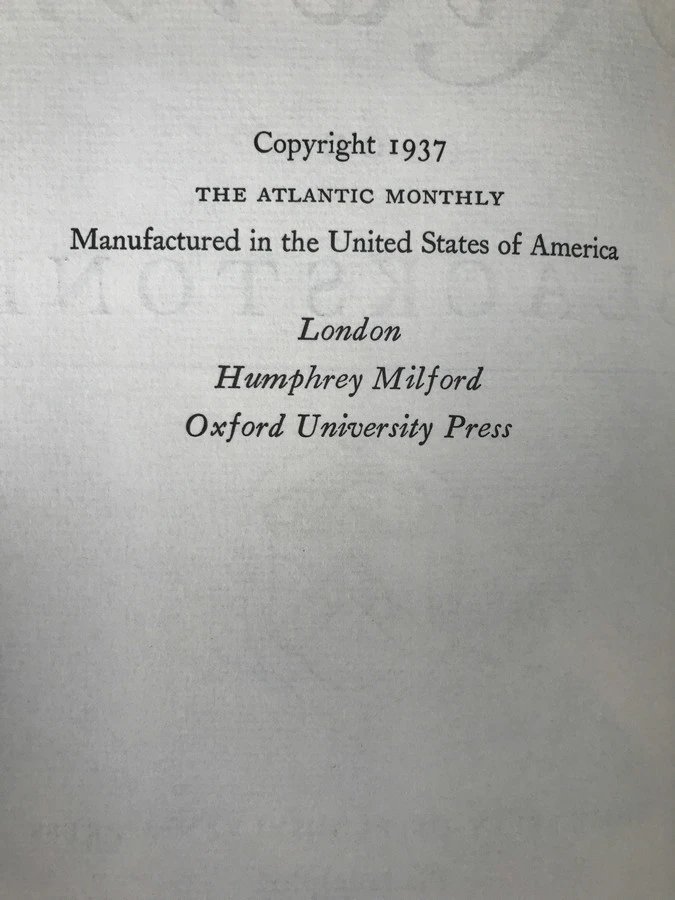 Copyright 1937
THE ATLANTIC MONTHLY
Manufactured in the United States of America
London
Humphrey Milford
Oxford University Press